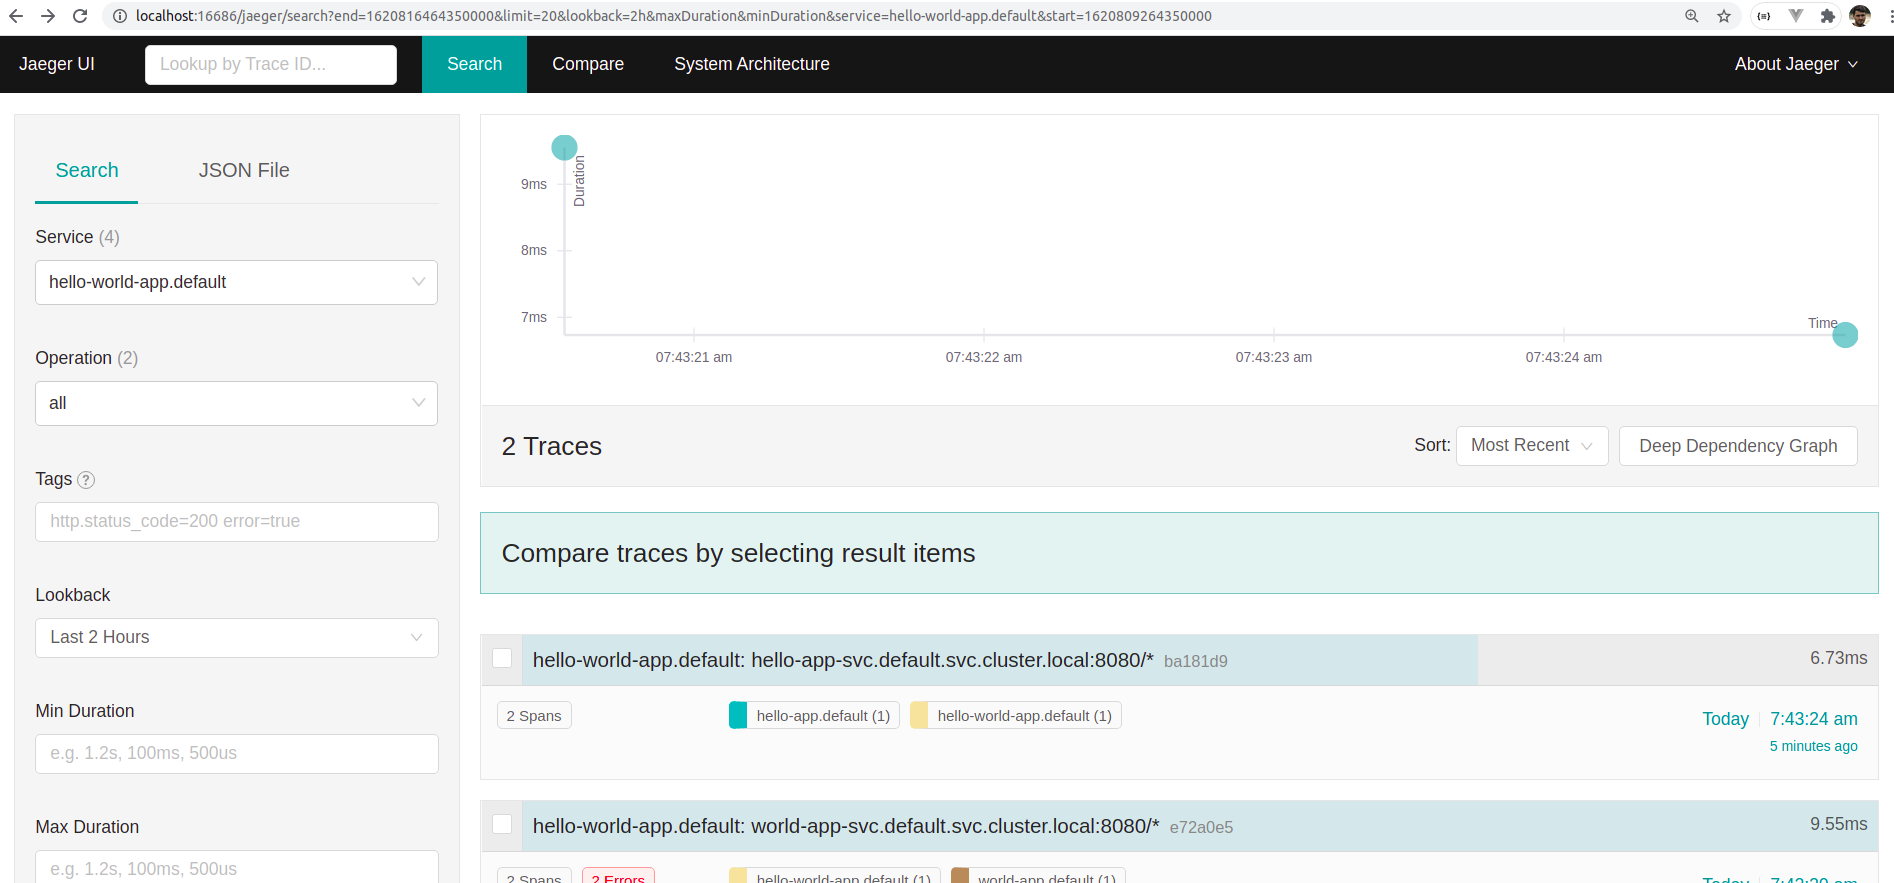 localhost:16686/jaeger/search?end=1620816464350000&limit=20&lookback=2h&maxDuration&minDuration&service=hello-world-app.default&start=1620809264350000
Jaeger UI
Lookup by Trace ID...
Search
Compare
System Architecture
About Jaeger
Search
JSON File
Service (4)
hello-world-app.default
Operation (2)
all
Tags ?
http.status_code=200 error=true
Lookback
Last 2 Hours
Min Duration
e.g. 1.2s, 100ms, 500us
Max Duration
e.g. 1.2s, 100ms, 500us
Duration
9ms
8ms
7ms
Time
07:43:21 am
07:43:22 am
07:43:23 am
07:43:24 am
2 Traces
Sort: Most Recent
Deep Dependency Graph
Compare traces by selecting result items
hello-world-app.default: hello-app-svc.default.svc.cluster.local:8080/* ba181d9
6.73ms
2 Spans
hello-app.default (1)
hello-world-app.default (1)
Today
7:43:24 am
5 minutes ago
hello-world-app.default: world-app-svc.default.svc.cluster.local:8080/* e72a0e5
9.55ms
2 Spans
2 Errors
hello-world-app.default (1)
world-app.default (1)
Today